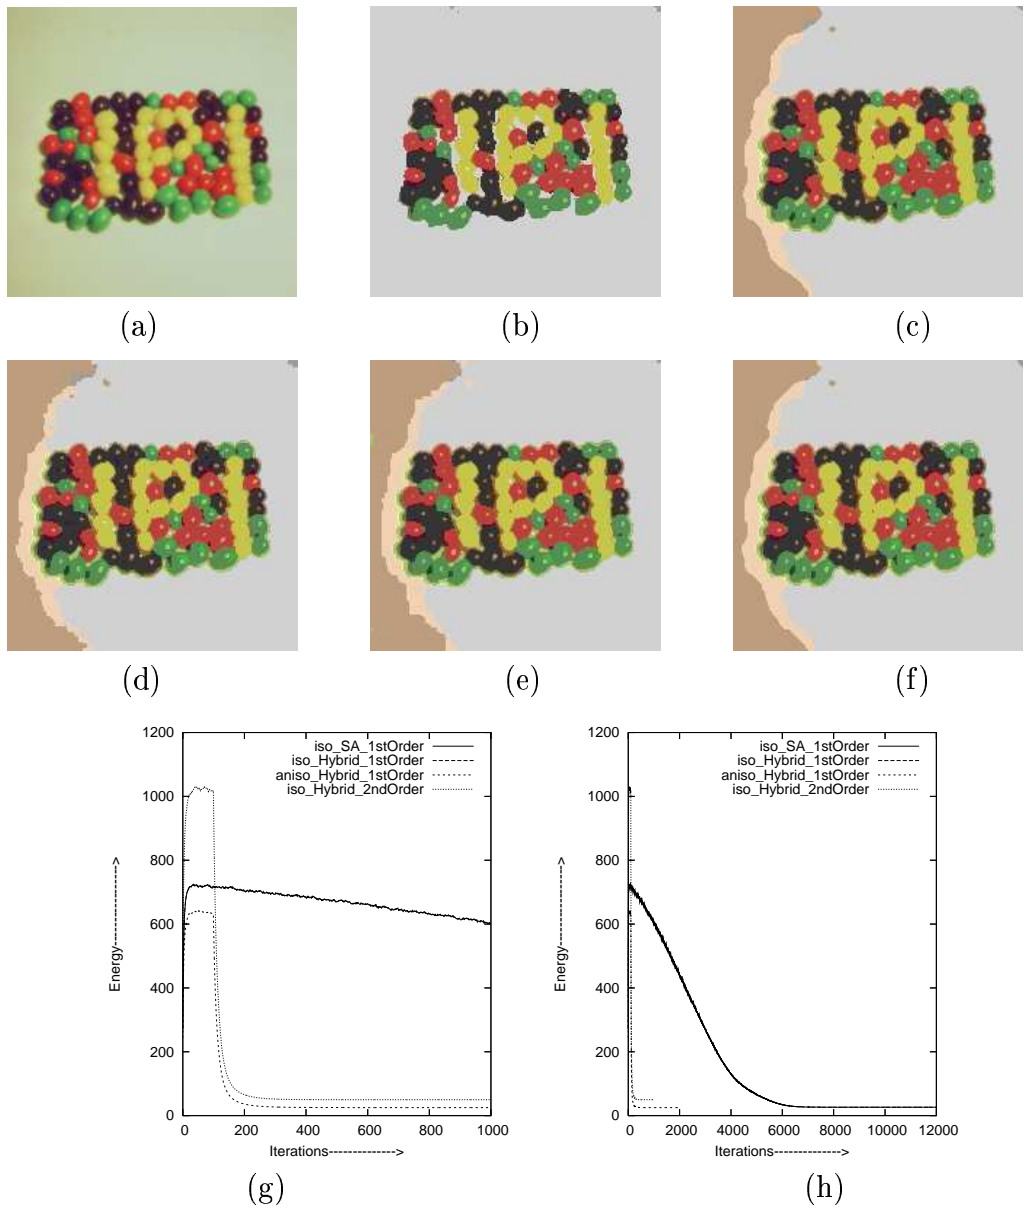 (a) (b) (c)
(d) (e) (f)
1200
1000
800
600
400
200
0
Energy-------------->
iso_SA_1stOrder
iso_Hybrid_1stOrder
aniso_Hybrid_1stOrder
iso_Hybrid_2ndOrder
0 200 400 600 800 1000
Iterations-------------->
(g)
1200
1000
800
600
400
200
0
Energy-------------->
iso_SA_1stOrder
iso_Hybrid_1stOrder
aniso_Hybrid_1stOrder
iso_Hybrid_2ndOrder
0 2000 4000 6000 8000 10000 12000
Iterations-------------->
(h)